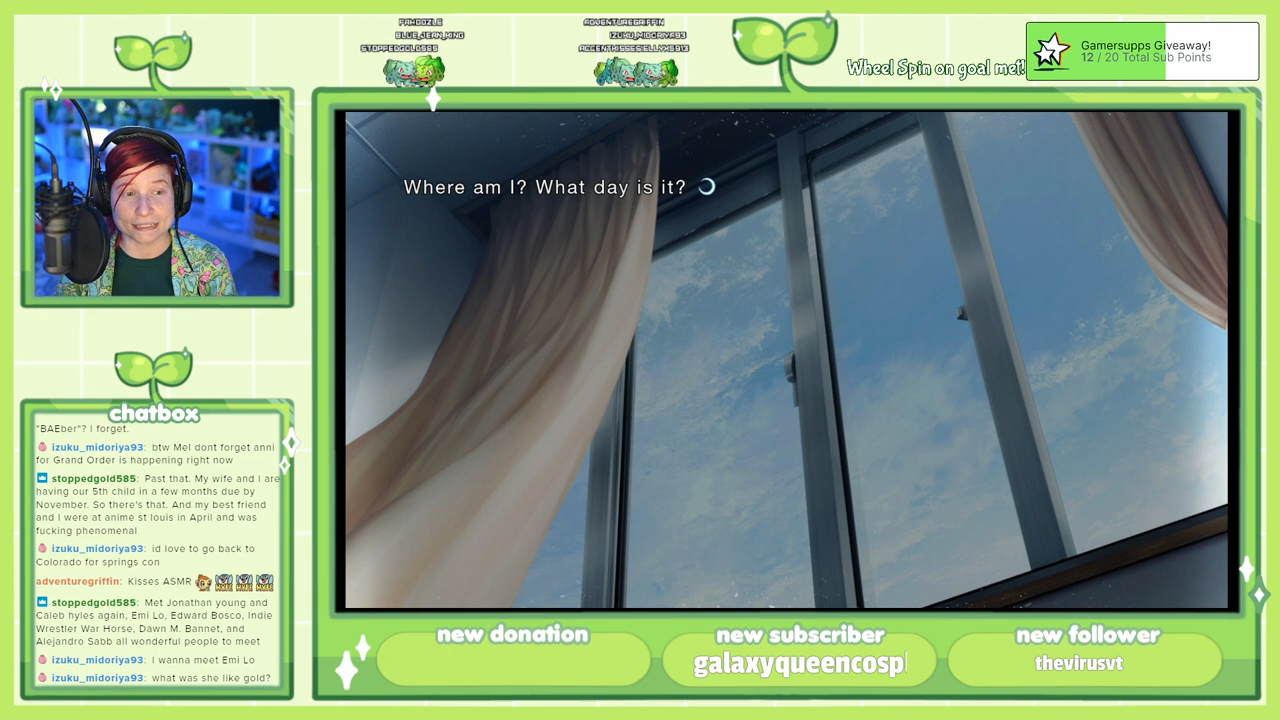 FAHOOZLE
BLUE_JEAN_MING
STOPPEDGOLD585
ADVENTUREGRIFFIN
IZUKU_MIDORIYA93
Wheel Spin on goal met!
7
Gamersupps Giveaway!
12 / 20 Total Sub Points
Where am I? What day is it?
chatbox
"BAEber"? I forget.
izuku_midoriya93: btw Mel dont forget anni
for Grand Order is happening right now
stoppedgold585: Past that. My wife and I are
having our 5th child in a few months due by
November. So there's that. And my best friend
and I were at anime st louis in April and was
fucking phenomenal
izuku_midoriya93: id love to go back to
Colorado for springs con
adventuregriffin: Kisses ASMR
stoppedgold585: Met Jonathan young and
Caleb hyles again, Emi Lo, Edward Bosco, Indie
Wrestler War Horse, Dawn M. Bannet, and
Alejandro Sabb all wonderful people to meet
izuku_midoriya93: I wanna meet Emi Lo
izuku_midoriya93: what was she like gold?
new donation
new subscriber
galaxyqueencosp
new follower
thevirusvt